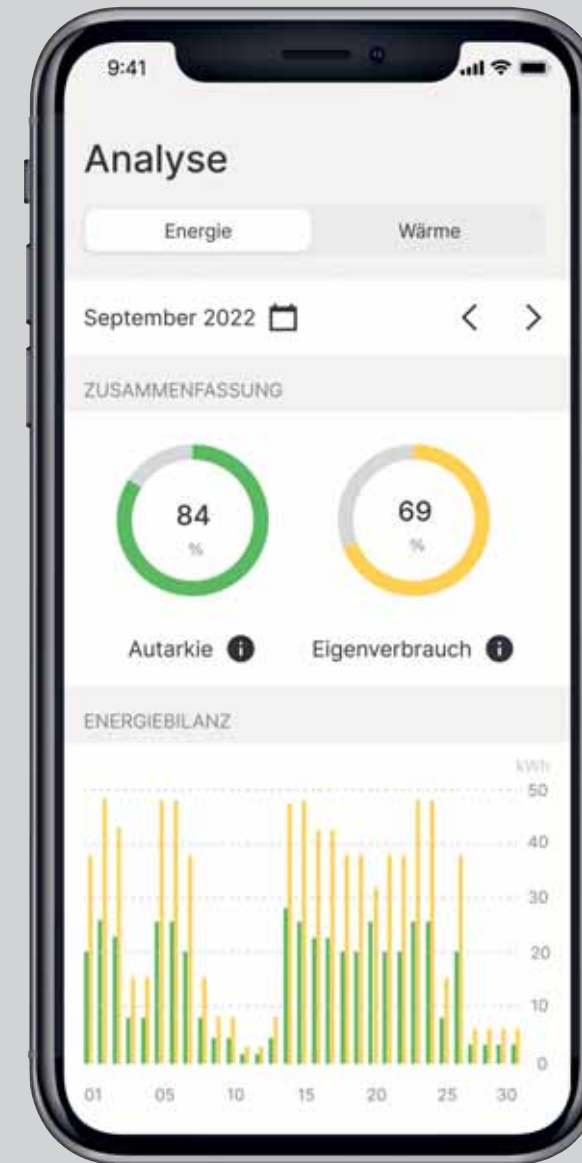 9:41
Analyse
Energie Wärme
September 2022
ZUSAMMENFASSUNG
84 69
% %
Autarkie i Eigenverbrauch i
ENERGIEBILANZ
kWh
50
40
30
20
10
0
01 05 10 15 20 25 30